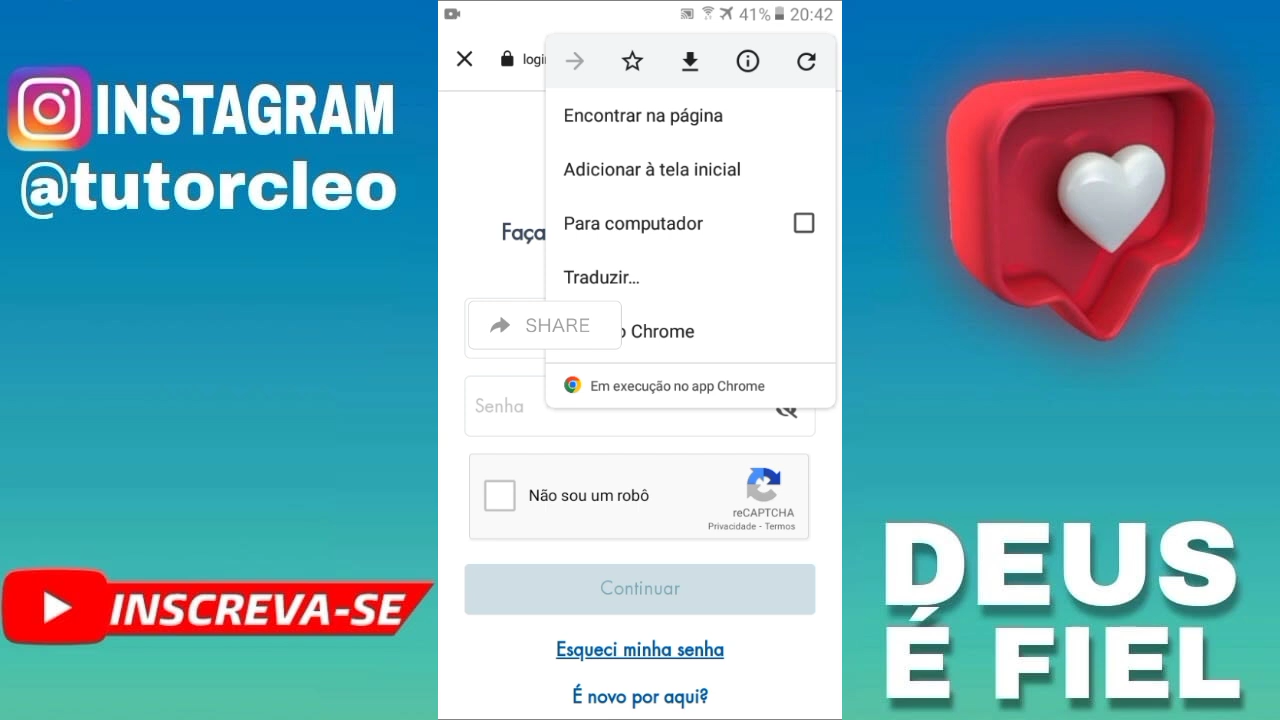 INSTAGRAM
@tutorcleo
INSCREVA-SE
41% 20:42
login
Encontrar na página
Adicionar à tela inicial
Para computador
Faça
Traduzir...
SHARE
o Chrome
Em execução no app Chrome
Senha
Não sou um robô
reCAPTCHA
Privacidade - Termos
Continuar
Esqueci minha senha
É novo por aqui?
DEUS
É FIEL